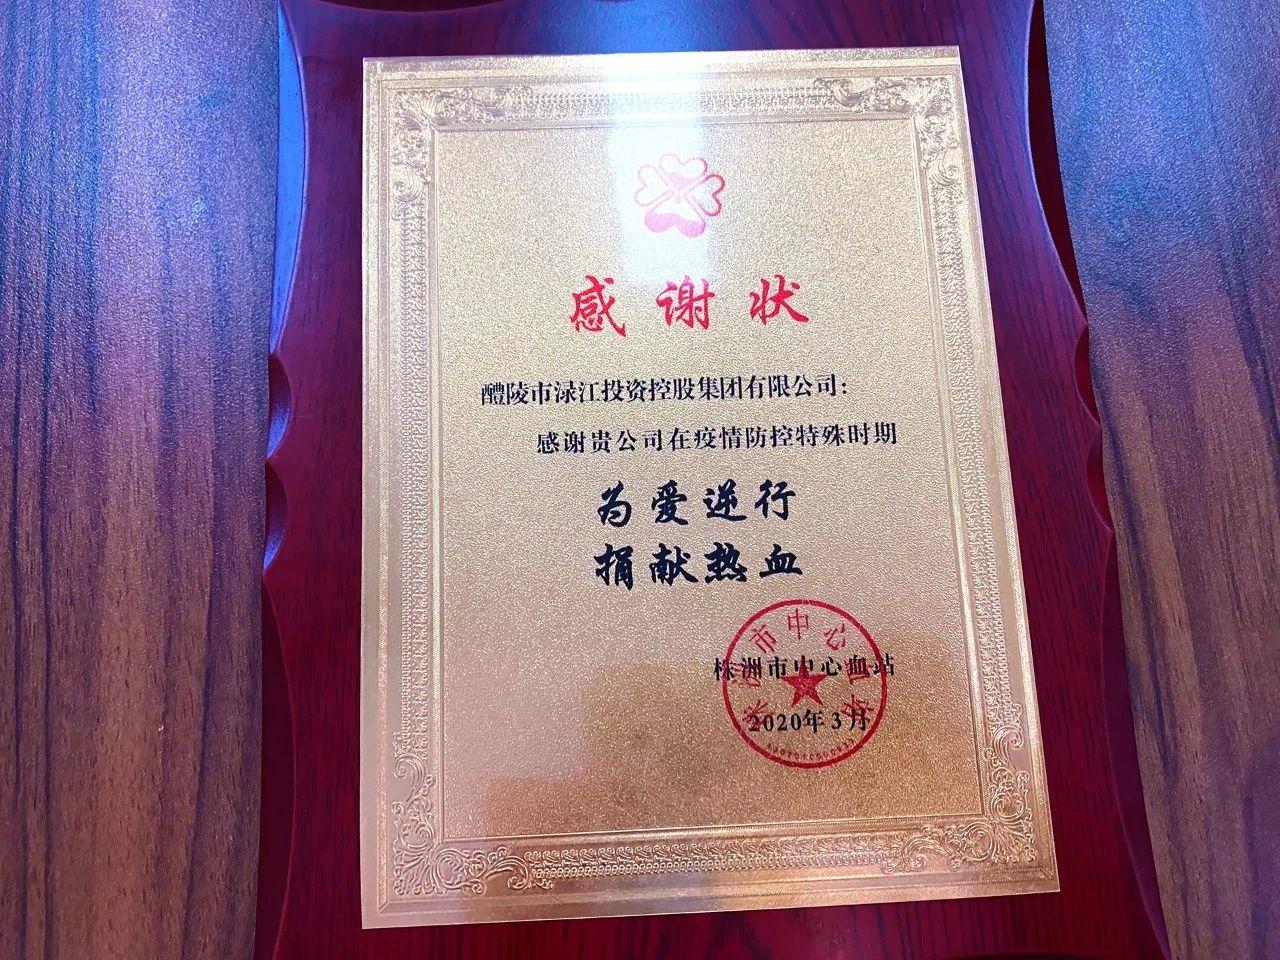 感谢状
醴陵市渌江投资控股集团有限公司：
感谢贵公司在疫情防控特殊时期
为爱逆行
捐献热血
株洲市中心血站
2020年3月